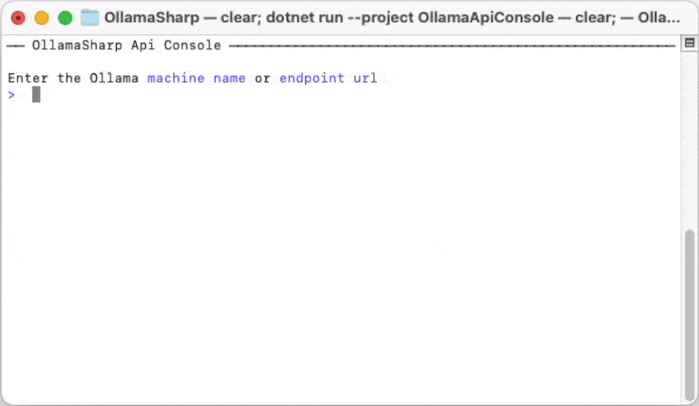 OllamaSharp — clear; dotnet run --project OllamaApiConsole — clear; — Olla...
OllamaSharp Api Console
Enter the Ollama machine name or endpoint url
>